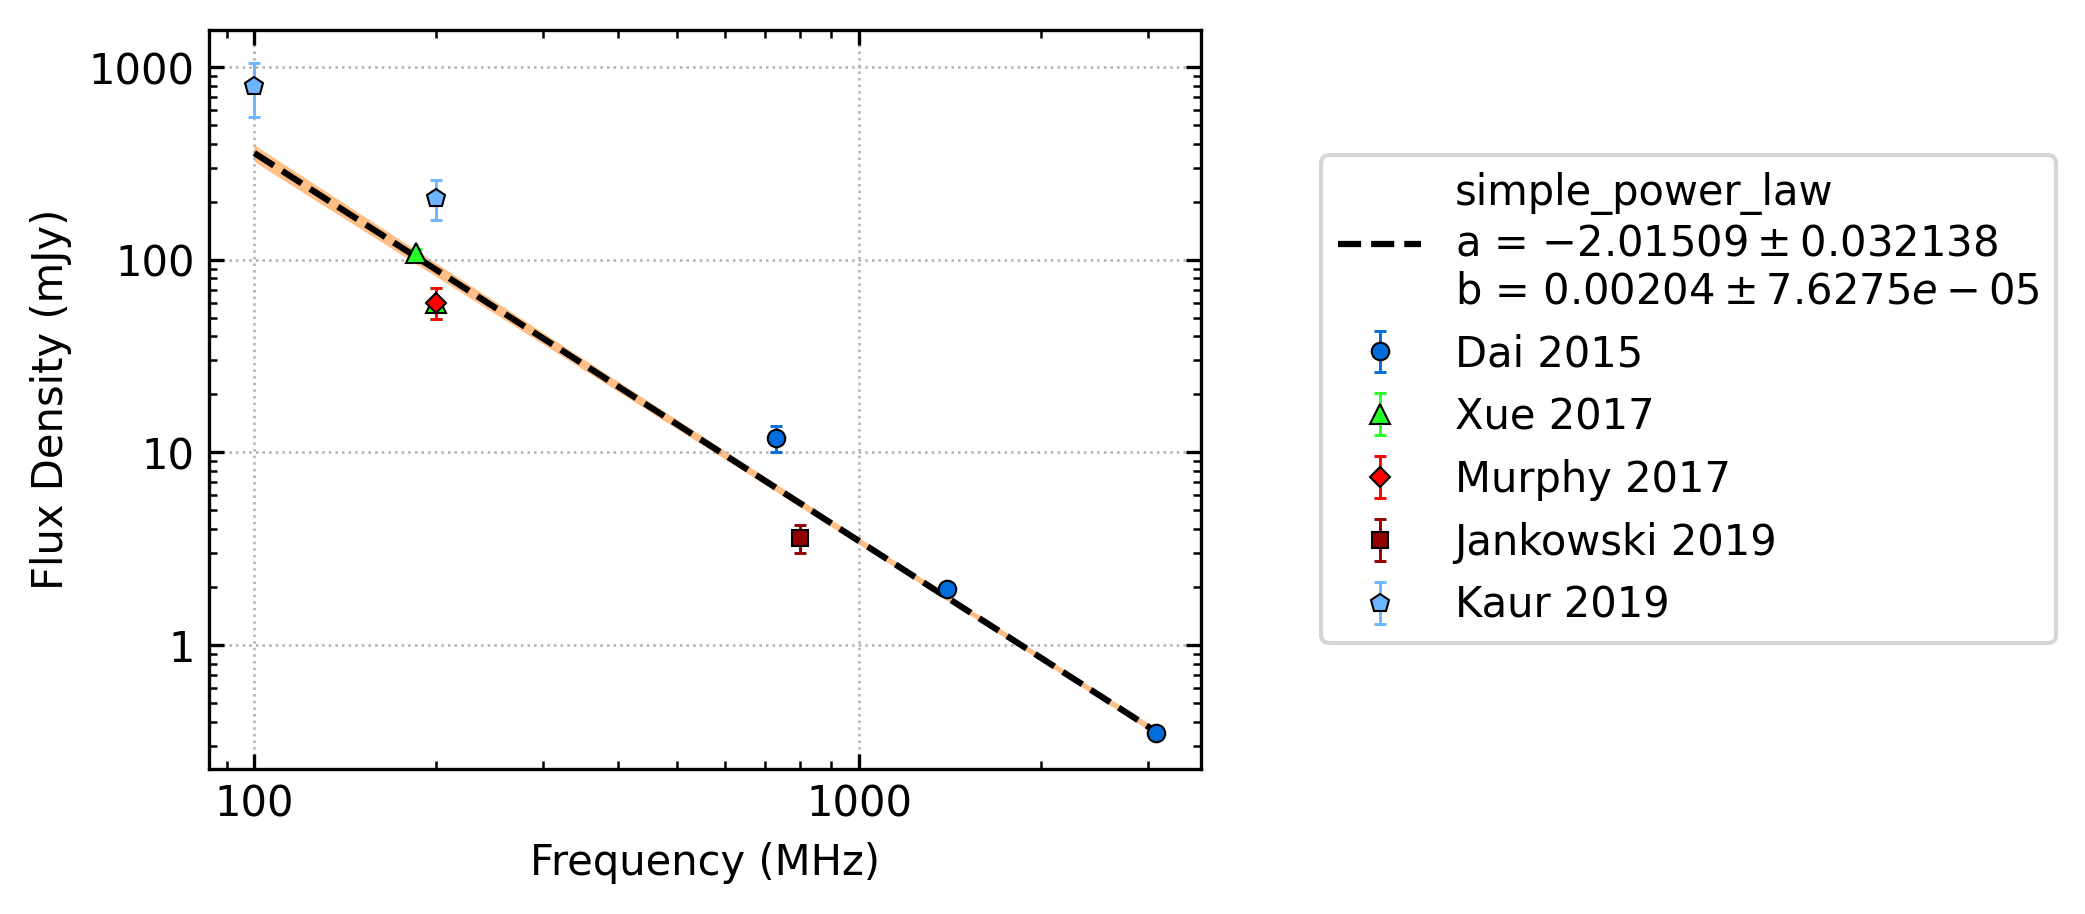 1000
100
10
1
Flux Density (mJy)
100 1000
Frequency (MHz)
simple_power_law
a = −2.01509 ± 0.032138
b = 0.00204 ± 7.6275e − 05
Dai 2015
Xue 2017
Murphy 2017
Jankowski 2019
Kaur 2019